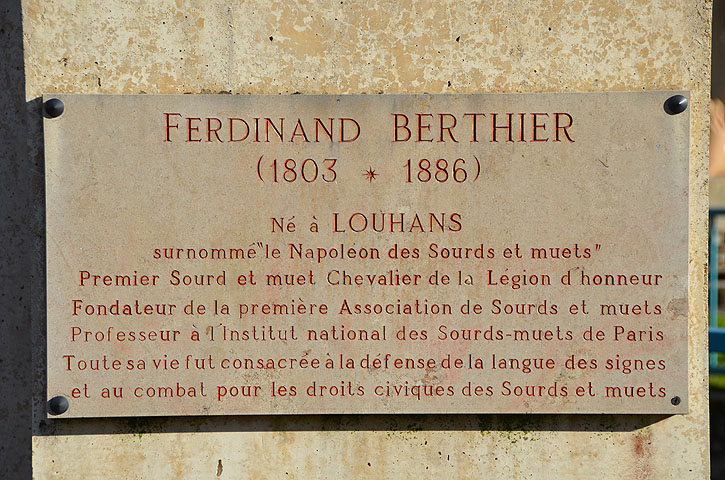 FERDINAND BERTHIER
(1803 * 1886)
Né à LOUHANS
surnommé "le Napoléon des Sourds et muets"
Premier Sourd et muet Chevalier de la Légion d'honneur
Fondateur de la première Association de Sourds et muets
Professeur à l'Institut national des Sourds-muets de Paris
Toute sa vie fut consacrée à la défense de la langue des signes
et au combat pour les droits civiques des Sourds et muets